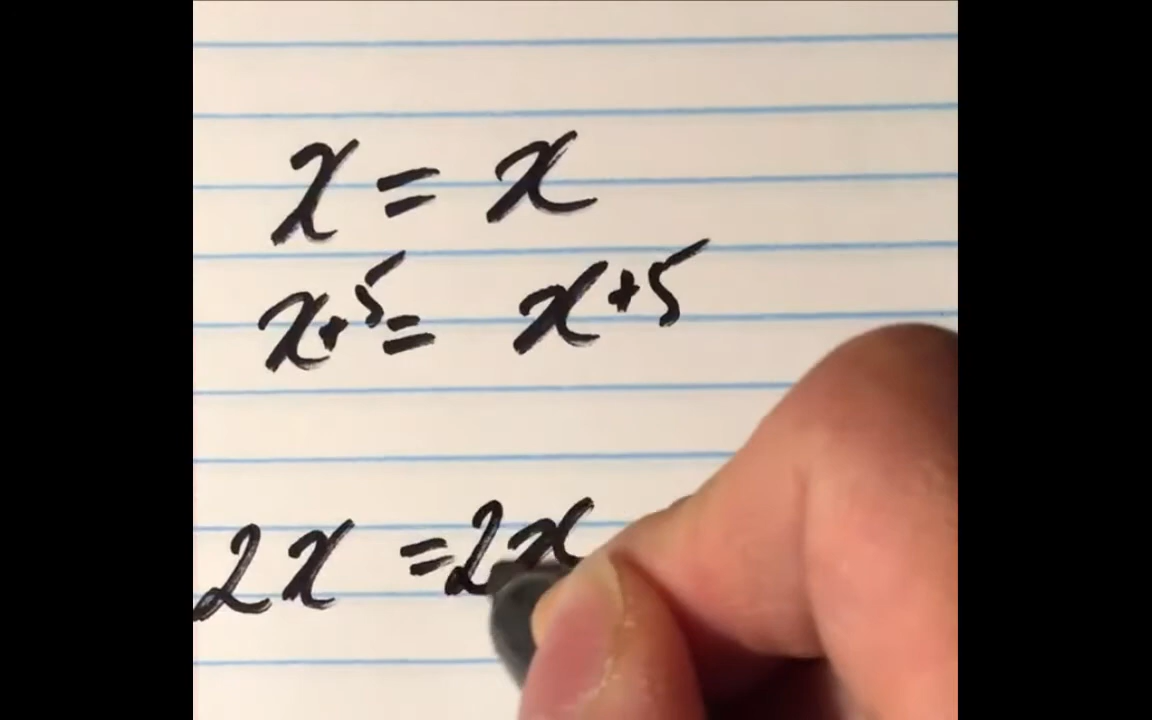 x = x
x+5 = x+5
2x = 2x